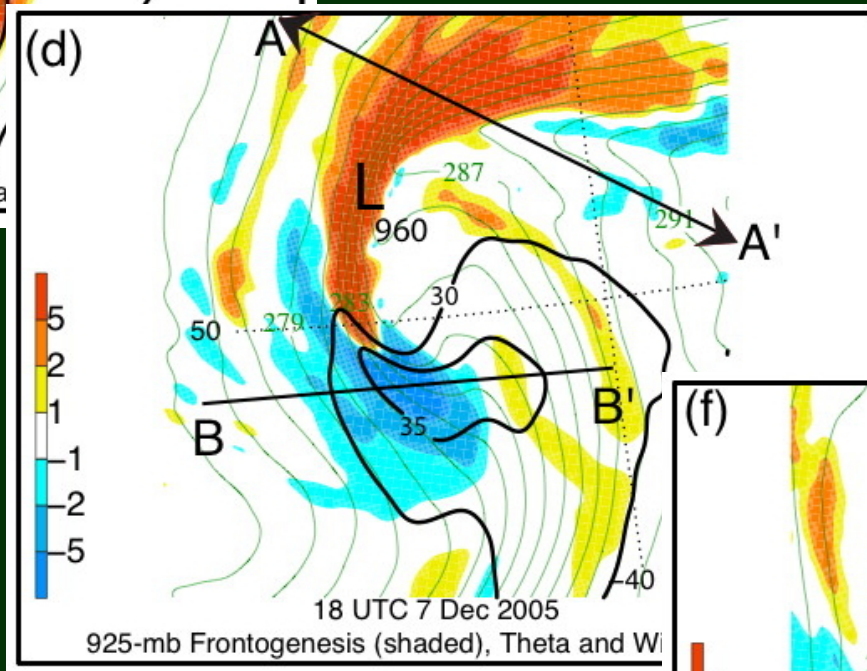 (d)
A
287
L
960
291
A'
5
2
1
−1
−2
−5
30
283
50
279
B'
B
35
(f)
−40
18 UTC 7 Dec 2005
925-mb Frontogenesis (shaded), Theta and Wi